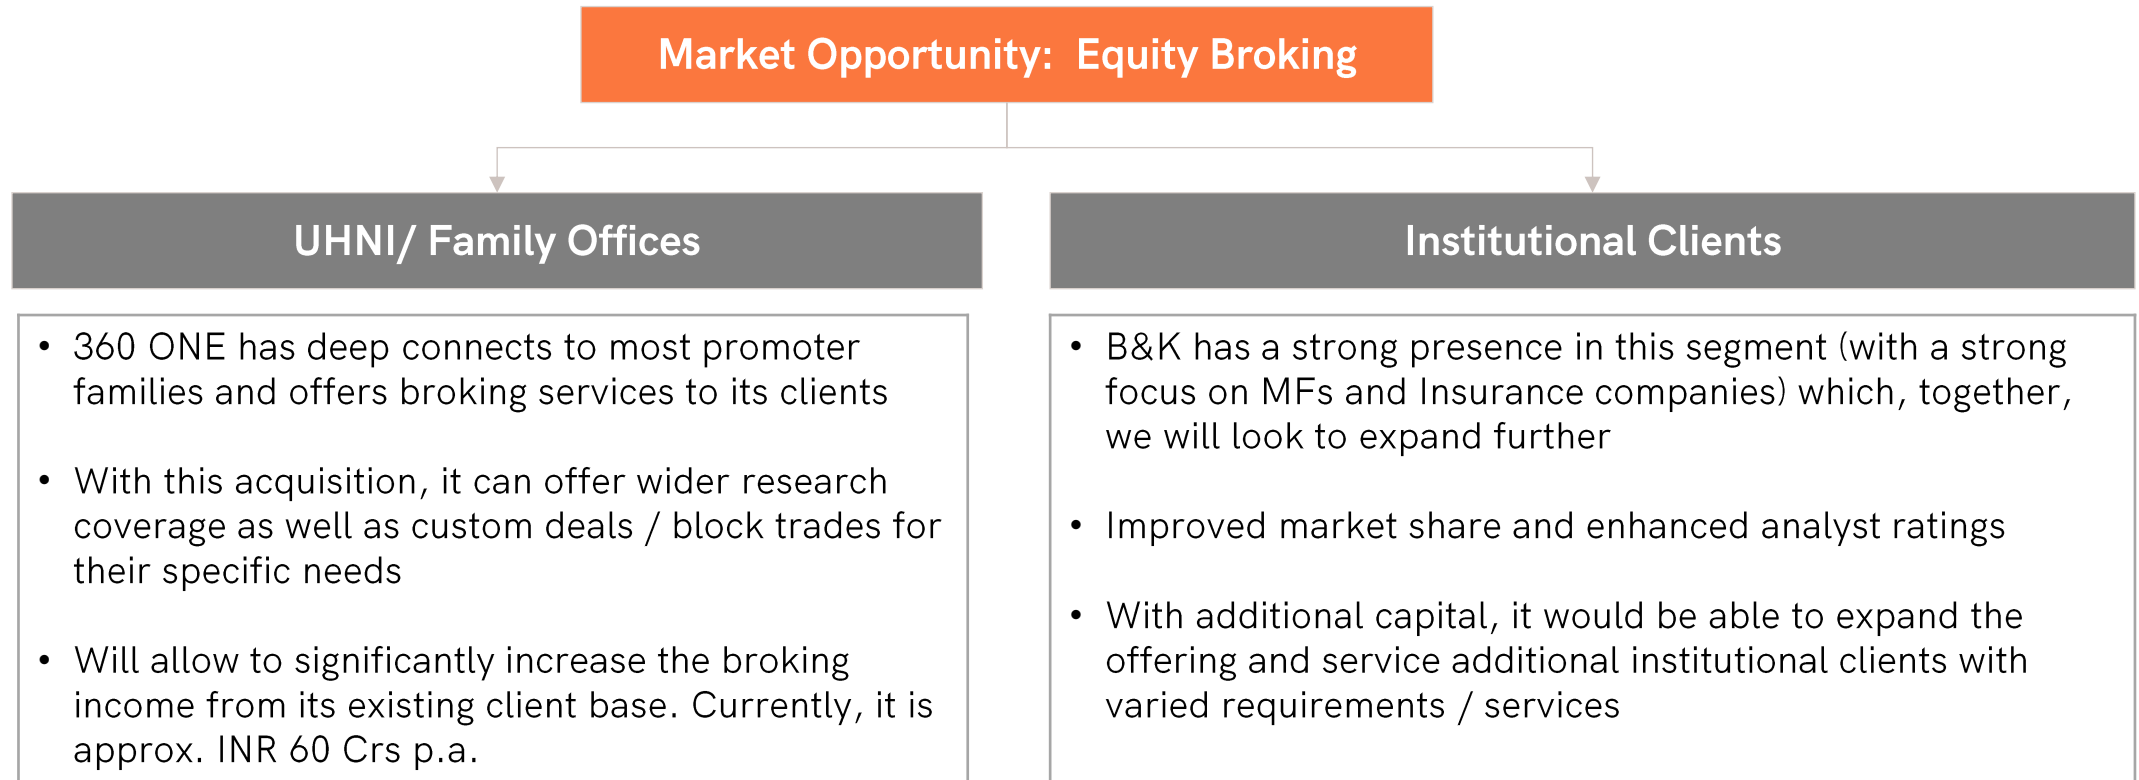 Market Opportunity: Equity Broking
UHNI/ Family Offices
• 360 ONE has deep connects to most promoter
families and offers broking services to its clients
• With this acquisition, it can offer wider research
coverage as well as custom deals / block trades for
their specific needs
• Will allow to significantly increase the broking
income from its existing client base. Currently, it is
approx. INR 60 Crs p.a.
Institutional Clients
• B&K has a strong presence in this segment (with a strong
focus on MFs and Insurance companies) which, together,
we will look to expand further
• Improved market share and enhanced analyst ratings
• With additional capital, it would be able to expand the
offering and service additional institutional clients with
varied requirements / services